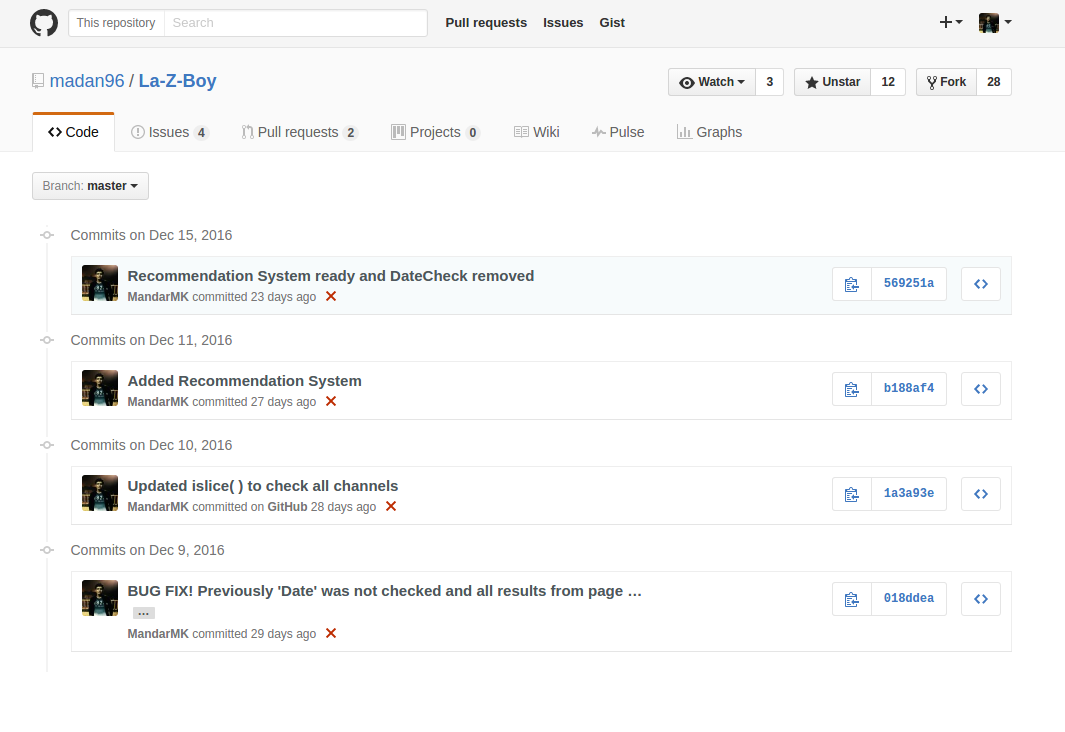 This repository Search Pull requests Issues Gist
madan96 / La-Z-Boy Watch 3 Unstar 12 Fork 28
Code Issues 4 Pull requests 2 Projects 0 Wiki Pulse Graphs
Branch: master
Commits on Dec 15, 2016
Recommendation System ready and DateCheck removed
MandarMK committed 23 days ago
569251a
Commits on Dec 11, 2016
Added Recommendation System
MandarMK committed 27 days ago
b188af4
Commits on Dec 10, 2016
Updated islice( ) to check all channels
MandarMK committed on GitHub 28 days ago
1a3a93e
Commits on Dec 9, 2016
BUG FIX! Previously 'Date' was not checked and all results from page …
…
MandarMK committed 29 days ago
018ddea